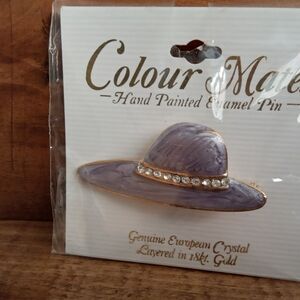 Colour Mates
Hand Painted Enamel Pin
Genuine European Crystal
Layered in 18kt. Gold